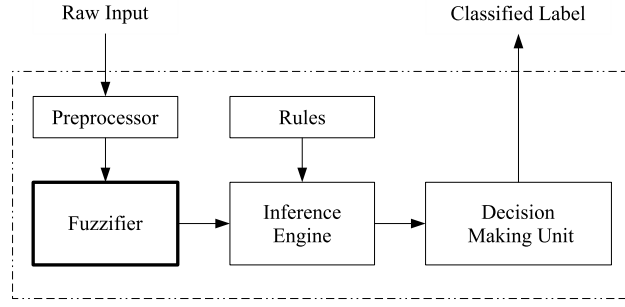 Raw Input
Classified Label
Preprocessor
Rules
Fuzzifier
Inference
Engine
Decision
Making Unit